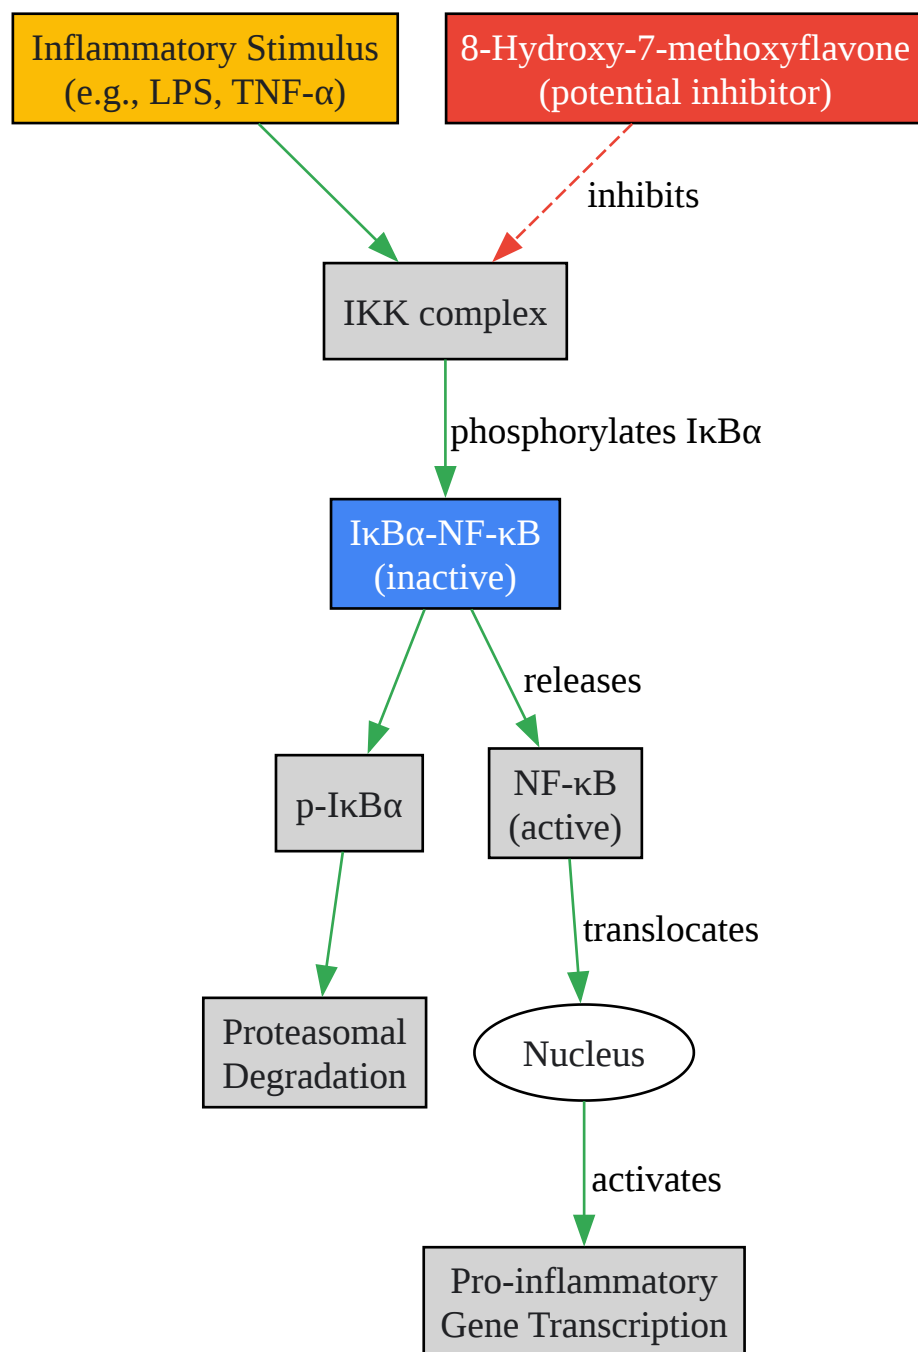 Inflammatory Stimulus
(e.g., LPS, TNF-α)
8-Hydroxy-7-methoxyflavone
(potential inhibitor)
inhibits
IKK complex
phosphorylates IκBα
IκBα-NF-κB
(inactive)
releases
p-IκBα
NF-κB
(active)
translocates
Proteasomal
Degradation
Nucleus
activates
Pro-inflammatory
Gene Transcription